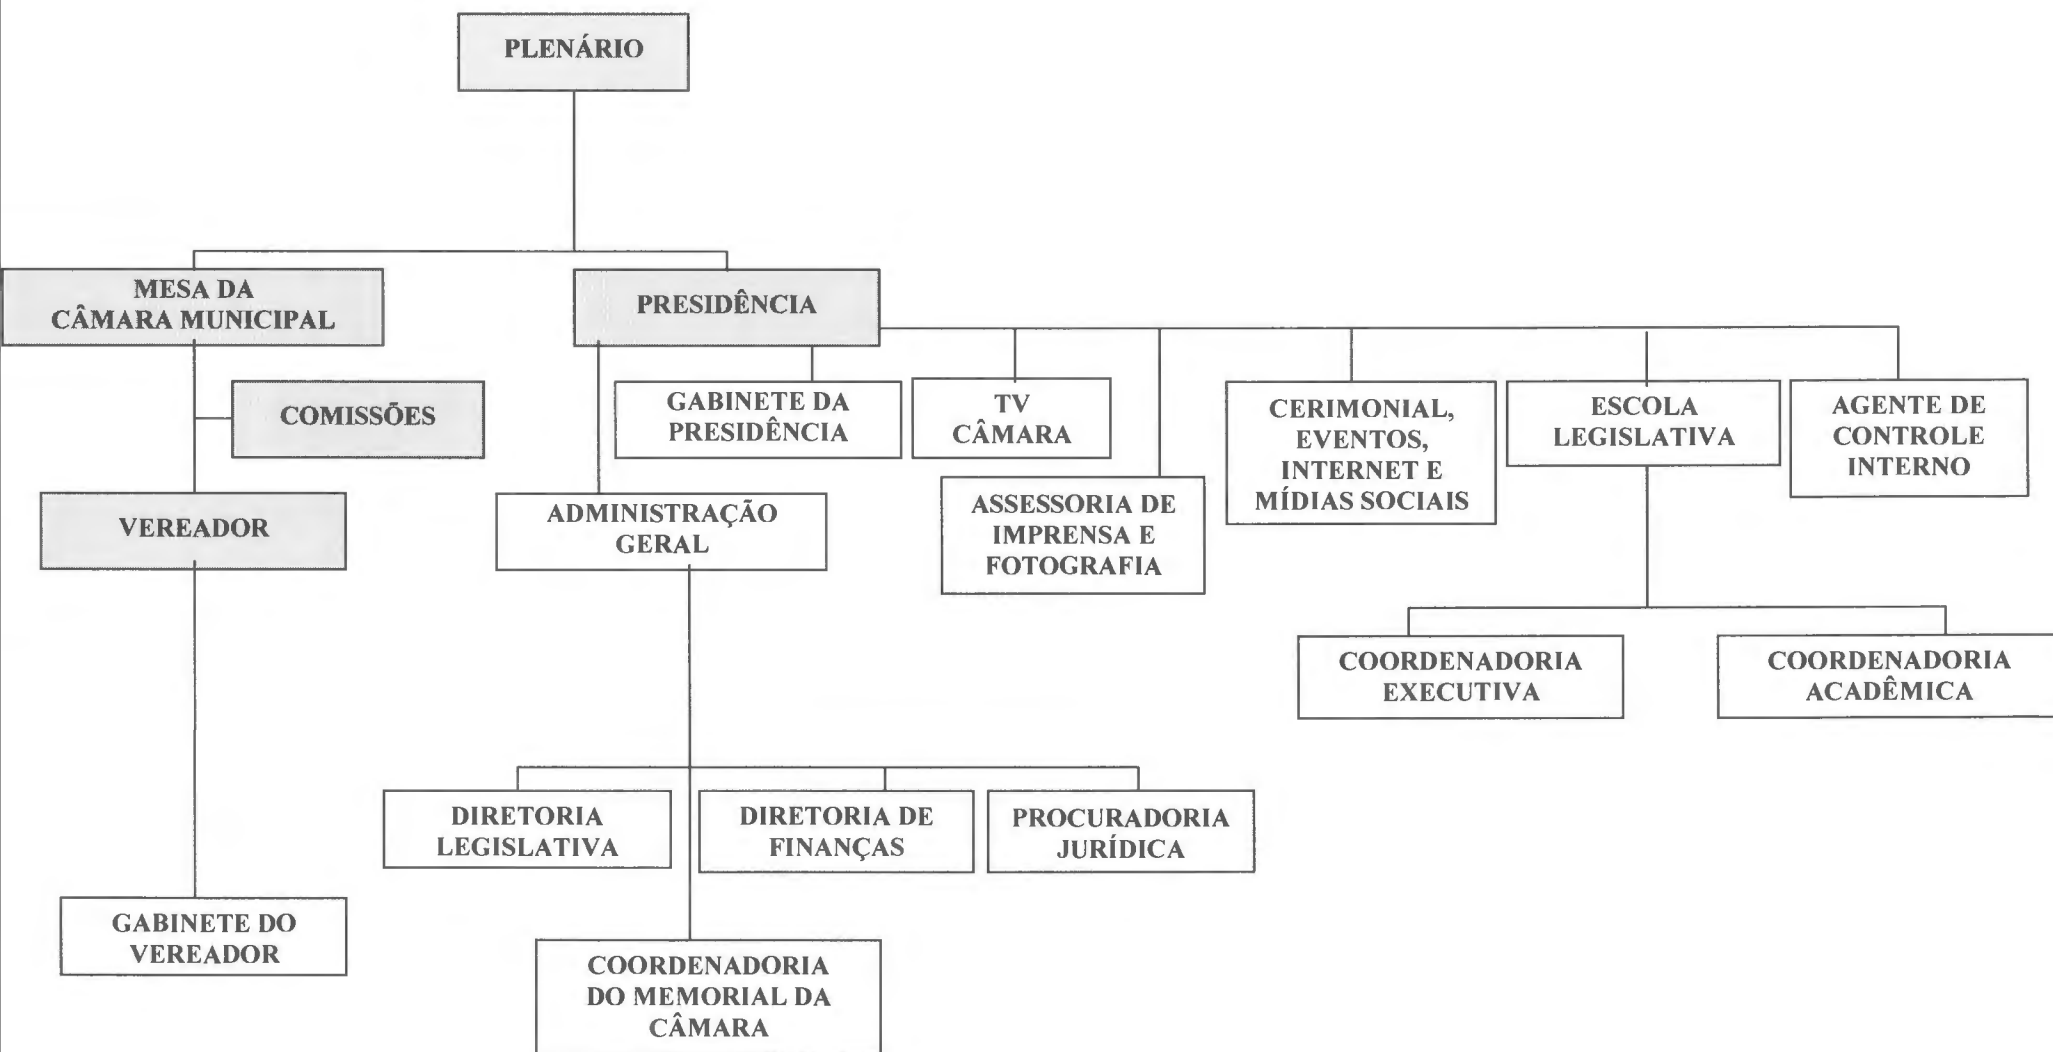 PLENÁRIO
MESA DA
CÂMARA MUNICIPAL
PRESIDÊNCIA
COMISSÕES
GABINETE DA
PRESIDÊNCIA
TV
CÂMARA
CERIMONIAL,
EVENTOS,
INTERNET E
MÍDIAS SOCIAIS
ESCOLA
LEGISLATIVA
AGENTE DE
CONTROLE
INTERNO
VEREADOR
ADMINISTRAÇÃO
GERAL
ASSESSORIA DE
IMPRENSA E
FOTOGRAFIA
COORDENADORIA
EXECUTIVA
COORDENADORIA
ACADÊMICA
DIRETORIA
LEGISLATIVA
DIRETORIA DE
FINANÇAS
PROCURADORIA
JURÍDICA
GABINETE DO
VEREADOR
COORDENADORIA
DO MEMORIAL DA
CÂMARA